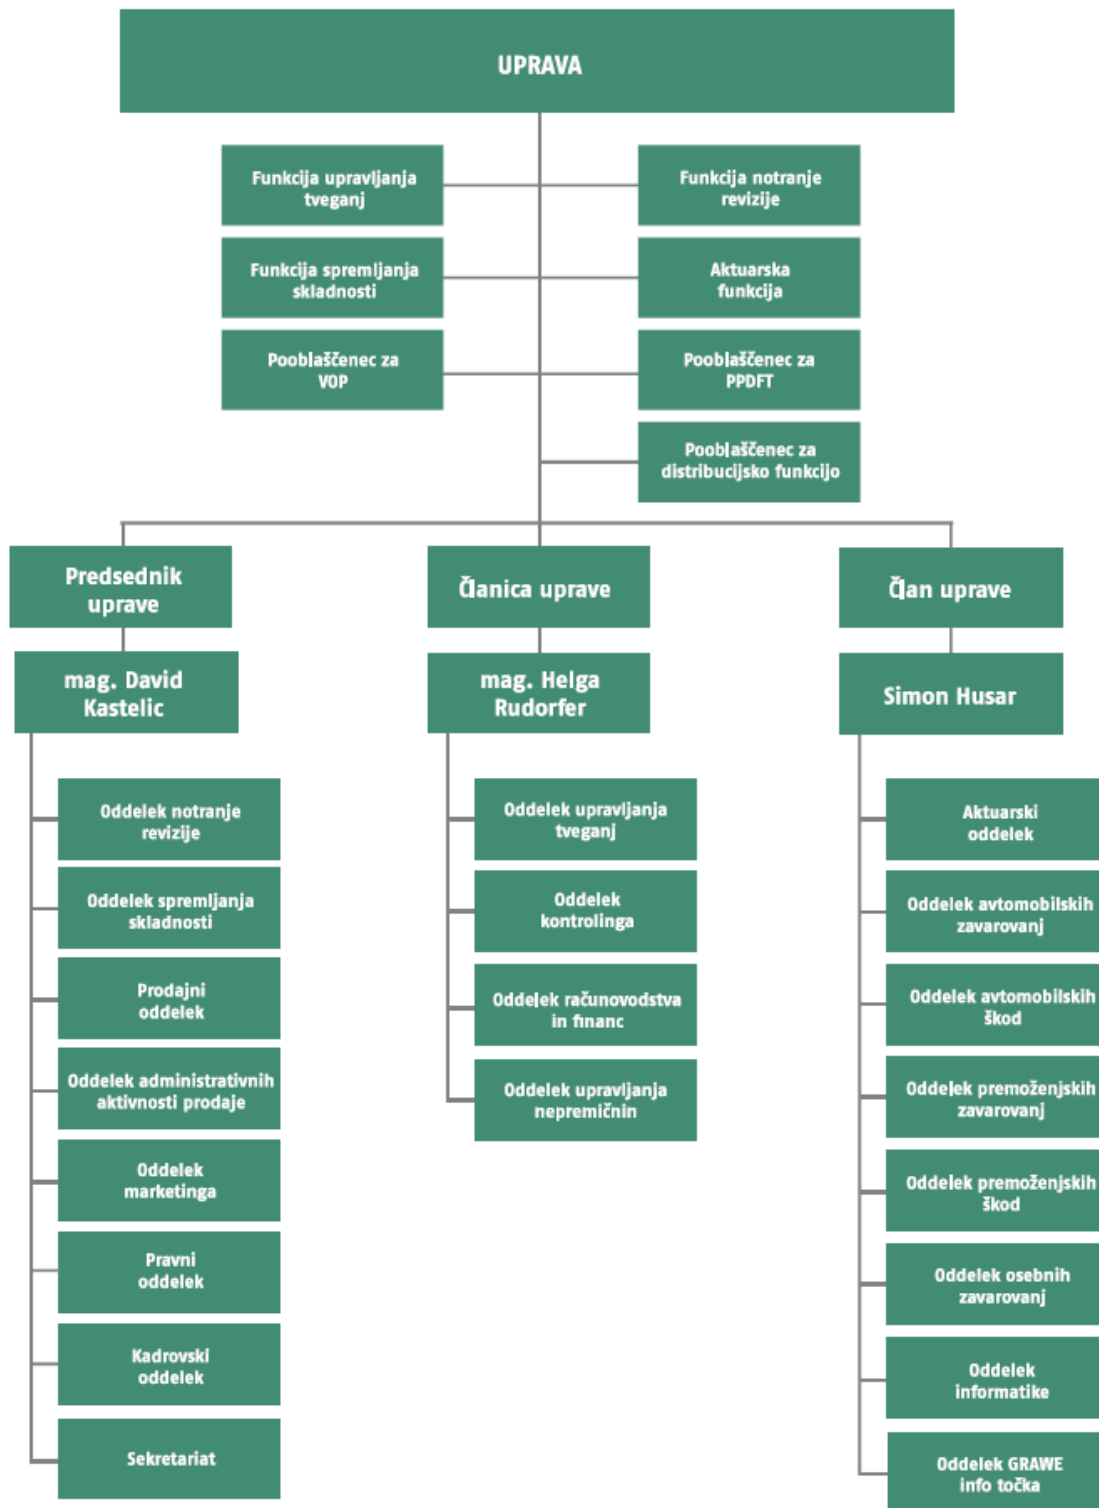 UPRAVA
Funkcija upravljanja
tveganj
Funkcija notranje
revizije
Funkcija spremljanja
skladnosti
Aktuarska
funkcija
Pooblaščenec za
VOP
Pooblaščenec za
PPDFT
Pooblaščenec za
distribucijsko funkcijo
Predsednik
uprave
mag. David
Kastelic
Oddelek notranje
revizije
Oddelek spremljanja
skladnosti
Prodajni
oddelek
Oddelek administrativnih
aktivnosti prodaje
Oddelek
marketinga
Pravni
oddelek
Kadrovski
oddelek
Sekretariat
Članica uprave
mag. Helga
Rudorfer
Oddelek upravljanja
tveganj
Oddelek
kontrolinga
Oddelek računovodstva
in financ
Oddelek upravljanja
nepremičnin
Član uprave
Simon Husar
Aktuarski
oddelek
Oddelek avtomobilskih
zavarovanj
Oddelek avtomobilskih
škod
Oddelek premoženjskih
zavarovanj
Oddelek premoženjskih
škod
Oddelek osebnih
zavarovanj
Oddelek
informatike
Oddelek GRAWE
info točka